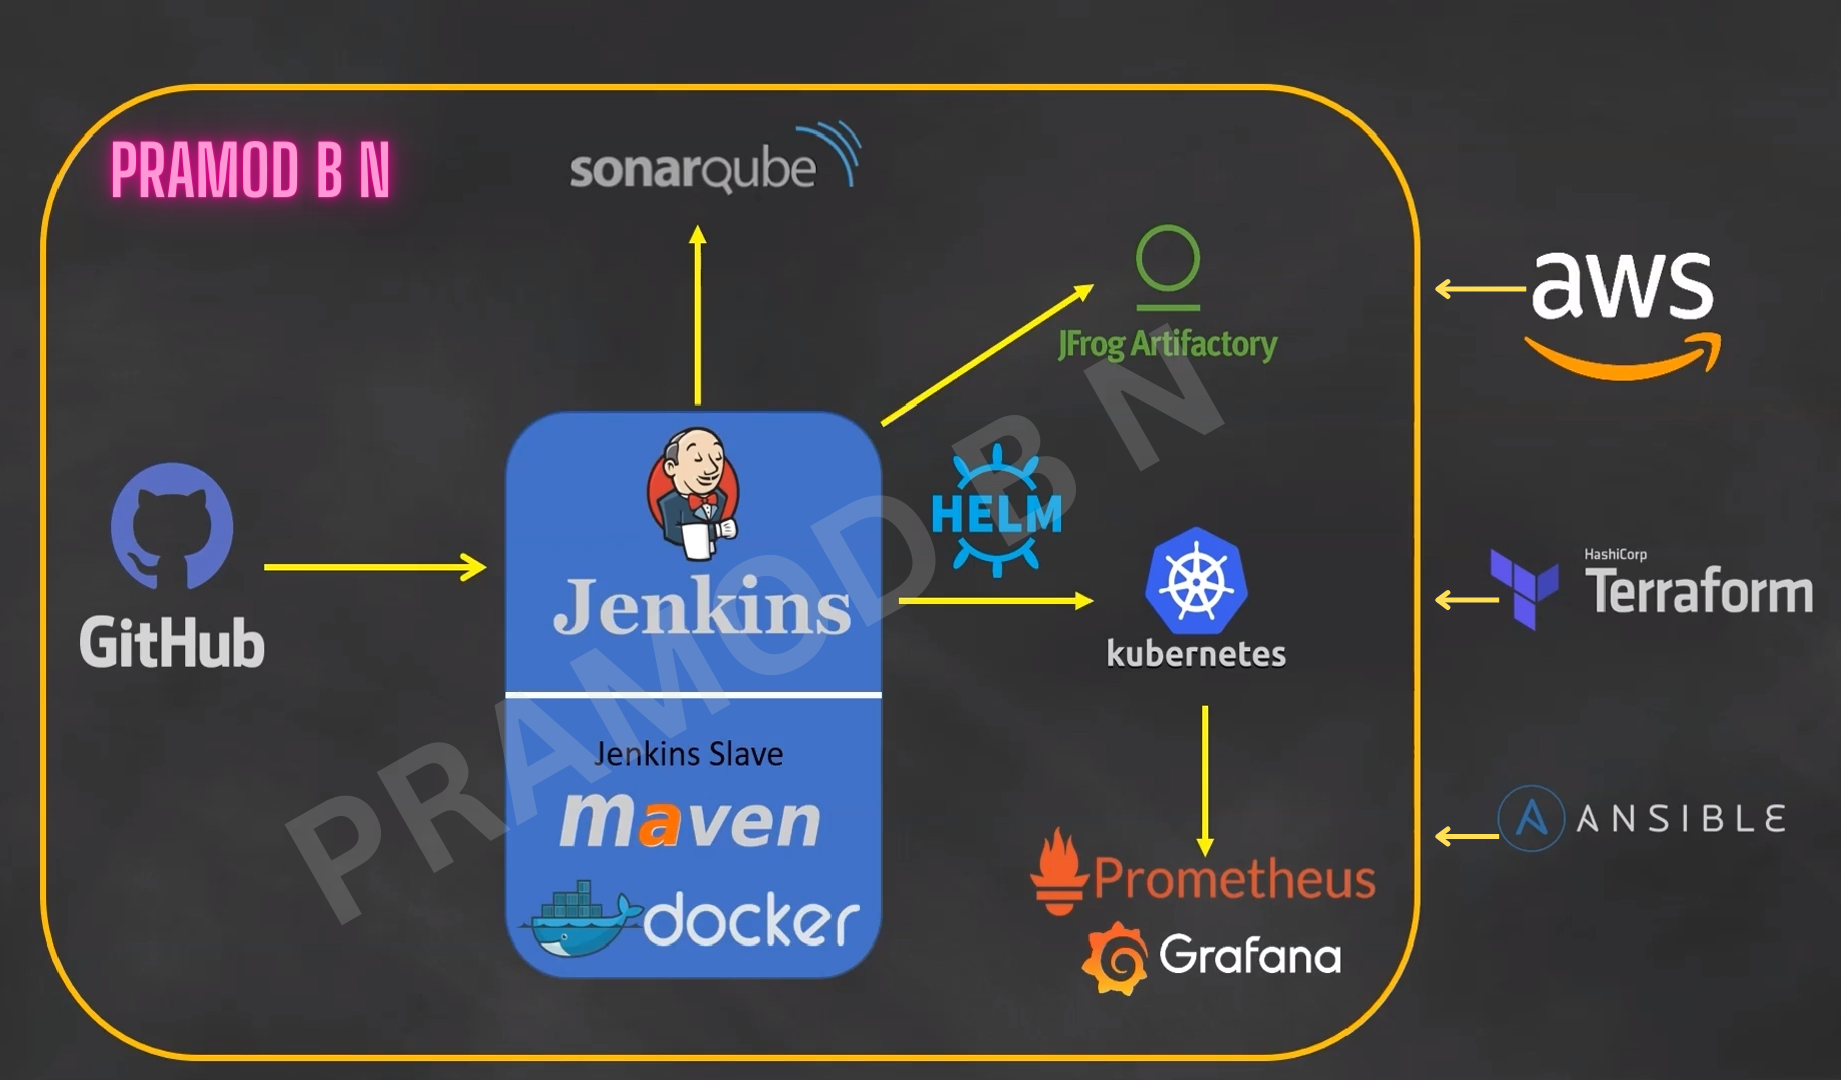 PRAMOD B N
sonarqube
JFrog Artifactory
aws
HELM
GitHub
Jenkins
kubernetes
HashiCorp
Terraform
Jenkins Slave
maven
docker
Prometheus
Grafana
ANSIBLE
PRAMOD B N